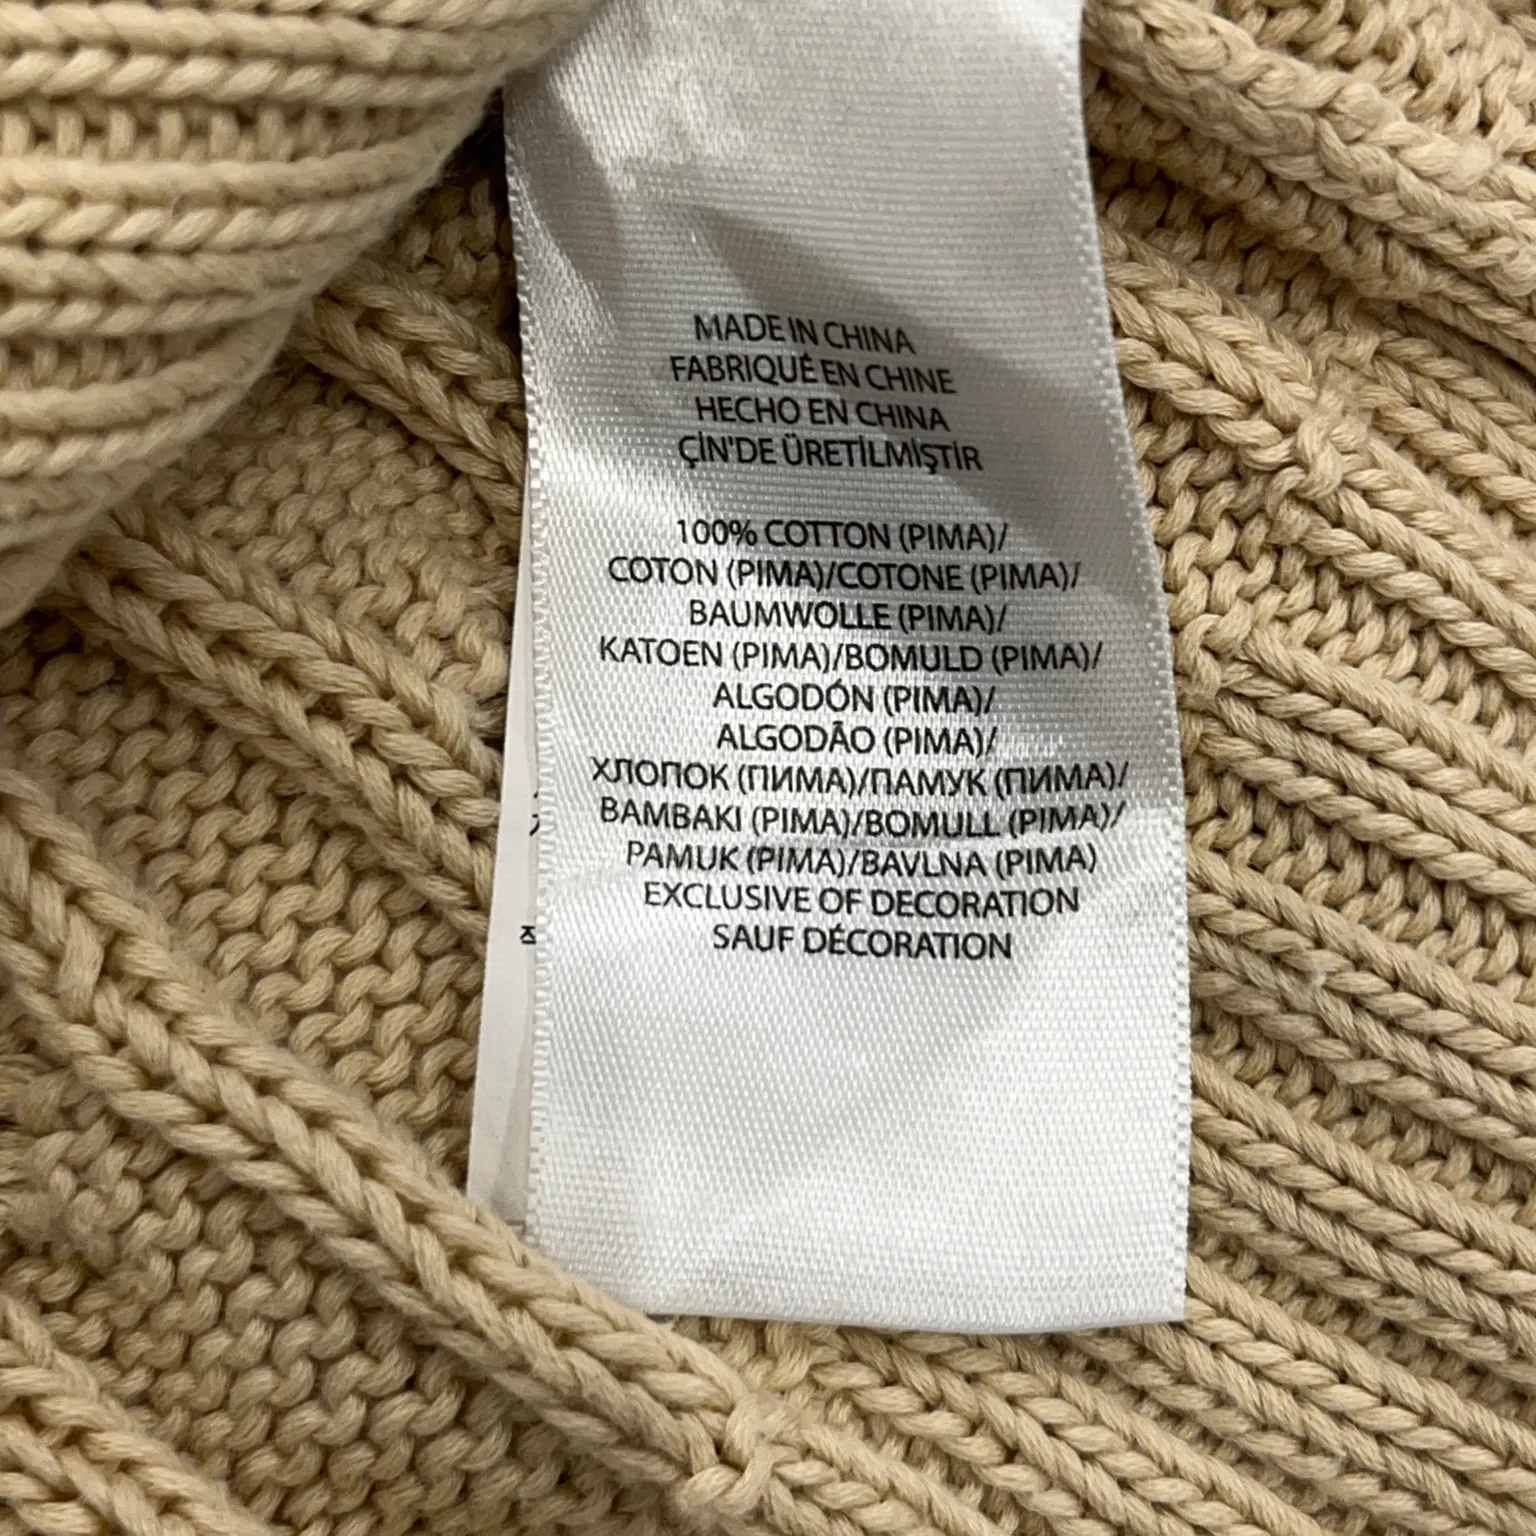 MADE IN CHINA
FABRIQUÉ EN CHINE
HECHO EN CHINA
ÇİN'DE ÜRETİLMİŞTİR
100% COTTON (PIMA)/
COTON (PIMA)/COTONE (PIMA)/
BAUMWOLLE (PIMA)/
KATOEN (PIMA)/BOMULD (PIMA)/
ALGODÓN (PIMA)/
ALGODÃO (PIMA)/
ХЛОПОК (ПИМА)/ПАМУК (ПИМА)/
BAMBAKI (PIMA)/BOMULL (PIMA)/
PAMUK (PIMA)/BAVLNA (PIMA)
EXCLUSIVE OF DECORATION
SAUF DÉCORATION